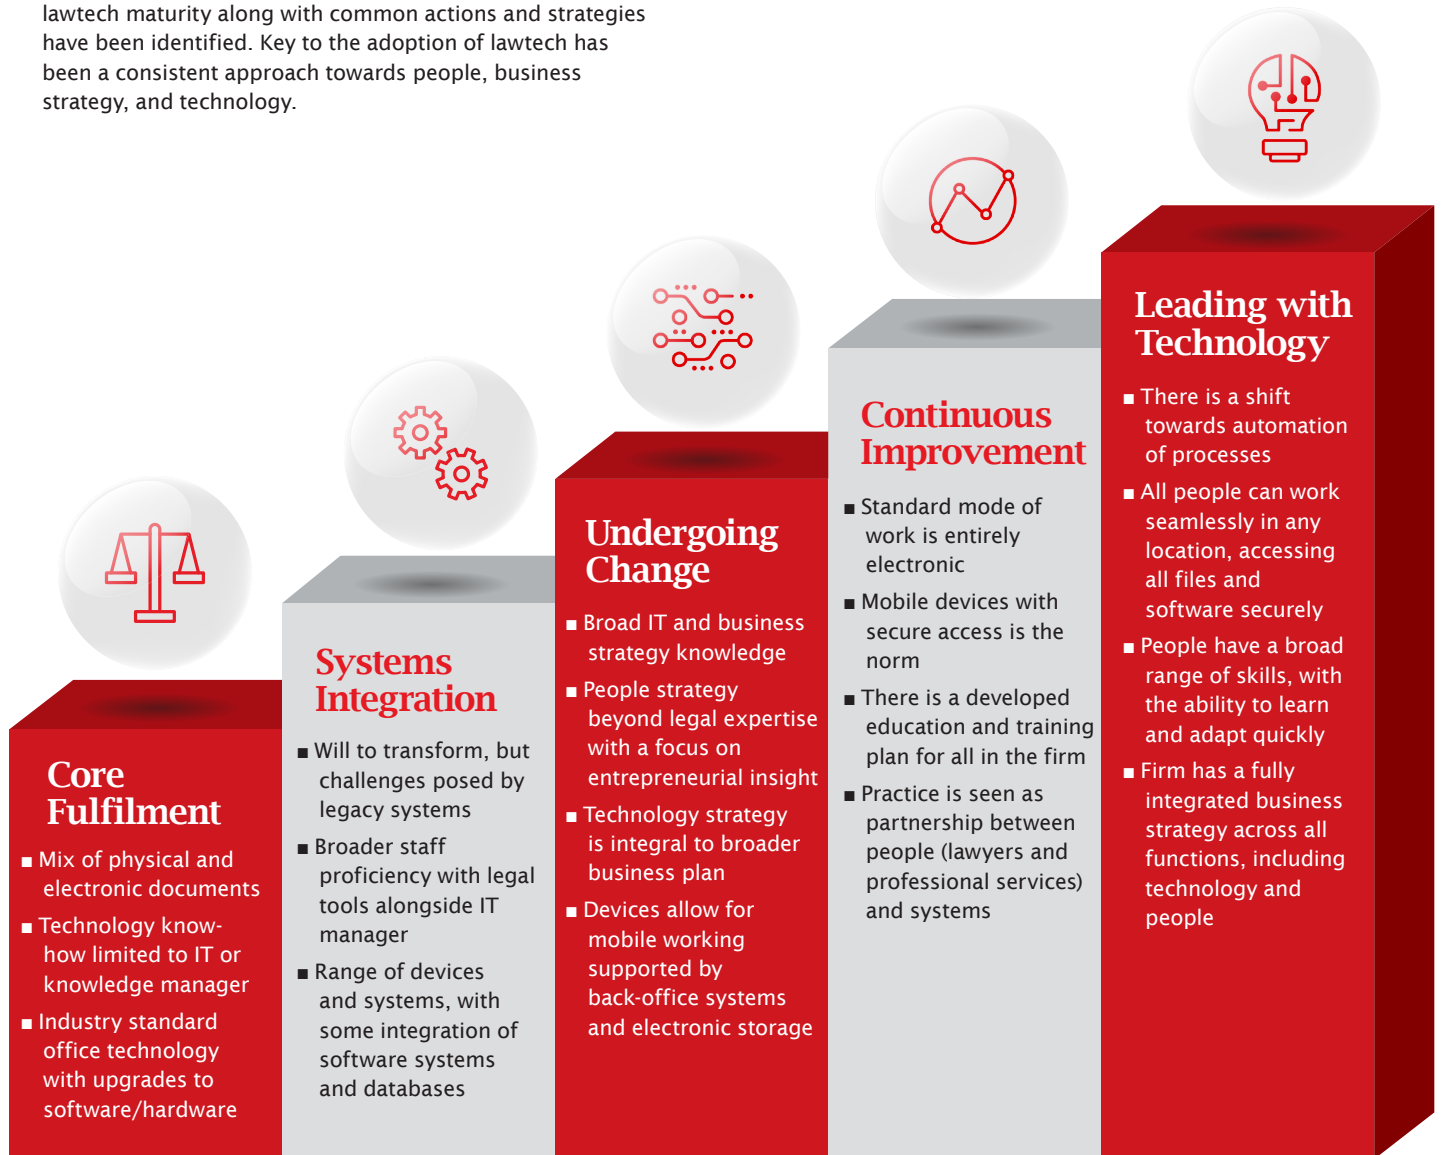 lawtech maturity along with common actions and strategies
have been identified. Key to the adoption of lawtech has
been a consistent approach towards people, business
strategy, and technology.
Core
Fulfilment
■ Mix of physical and
electronic documents
■ Technology know-
how limited to IT or
knowledge manager
■ Industry standard
office technology
with upgrades to
software/hardware
Systems
Integration
■ Will to transform, but
challenges posed by
legacy systems
■ Broader staff
proficiency with legal
tools alongside IT
manager
■ Range of devices
and systems, with
some integration of
software systems
and databases
Undergoing
Change
■ Broad IT and business
strategy knowledge
■ People strategy
beyond legal expertise
with a focus on
entrepreneurial insight
■ Technology strategy
is integral to broader
business plan
■ Devices allow for
mobile working
supported by
back-office systems
and electronic storage
Continuous
Improvement
■ Standard mode of
work is entirely
electronic
■ Mobile devices with
secure access is the
norm
■ There is a developed
education and training
plan for all in the firm
■ Practice is seen as
partnership between
people (lawyers and
professional services)
and systems
Leading with
Technology
■ There is a shift
towards automation
of processes
■ All people can work
seamlessly in any
location, accessing
all files and
software securely
■ People have a broad
range of skills, with
the ability to learn
and adapt quickly
■ Firm has a fully
integrated business
strategy across all
functions, including
technology and
people